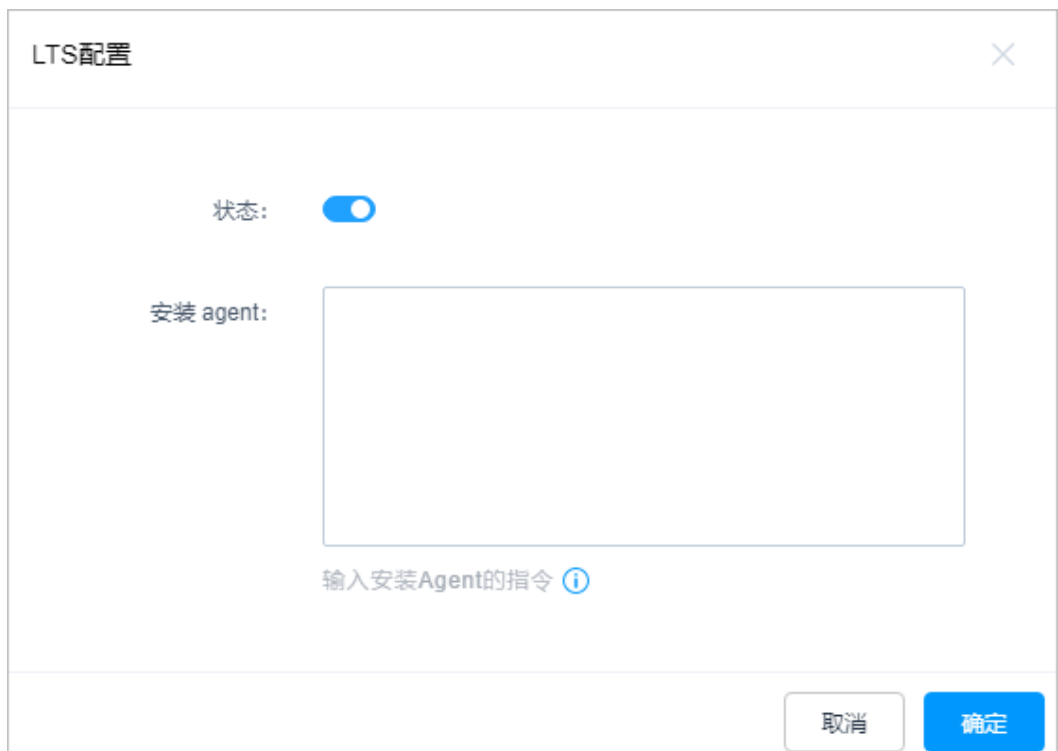 LTS配置
状态：
安装 agent：
输入安装Agent的指令
取消
确定